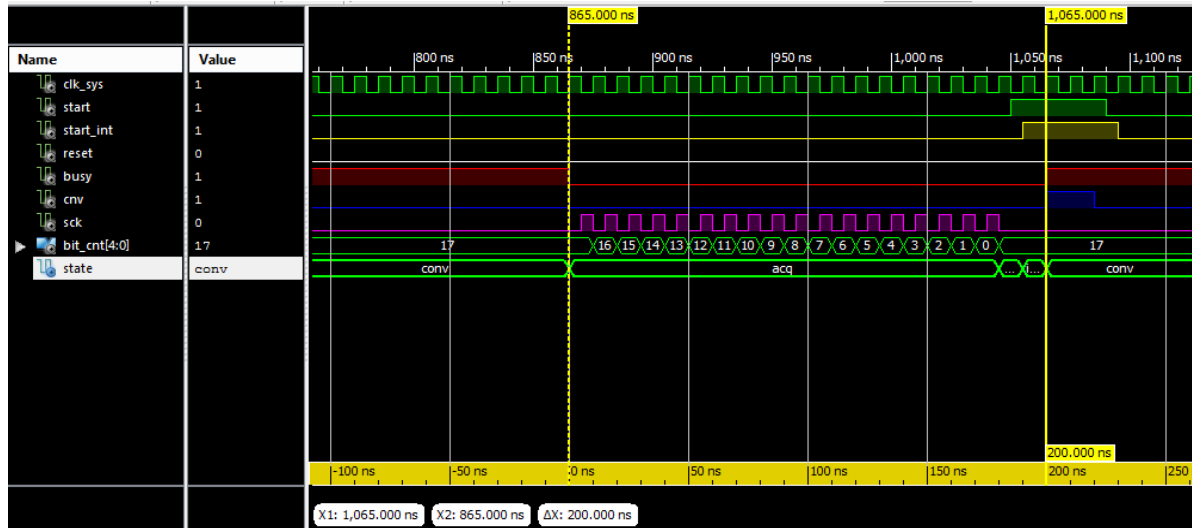 865.000 ns 1,065.000 ns
Name Value
800 ns 850 ns 900 ns 950 ns 1,000 ns 1,050 ns 1,100 ns
clk_sys 1
start 1
start_int 1
reset 0
busy 1
cnv 1
sck 0
bit_cnt[4:0] 17 17 16 15 14 13 12 11 10 9 8 7 6 5 4 3 2 1 0 17
state conv conv acq ... i... conv
200.000 ns
-100 ns -50 ns 0 ns 50 ns 100 ns 150 ns 200 ns 250
X1: 1,065.000 ns X2: 865.000 ns ΔX: 200.000 ns